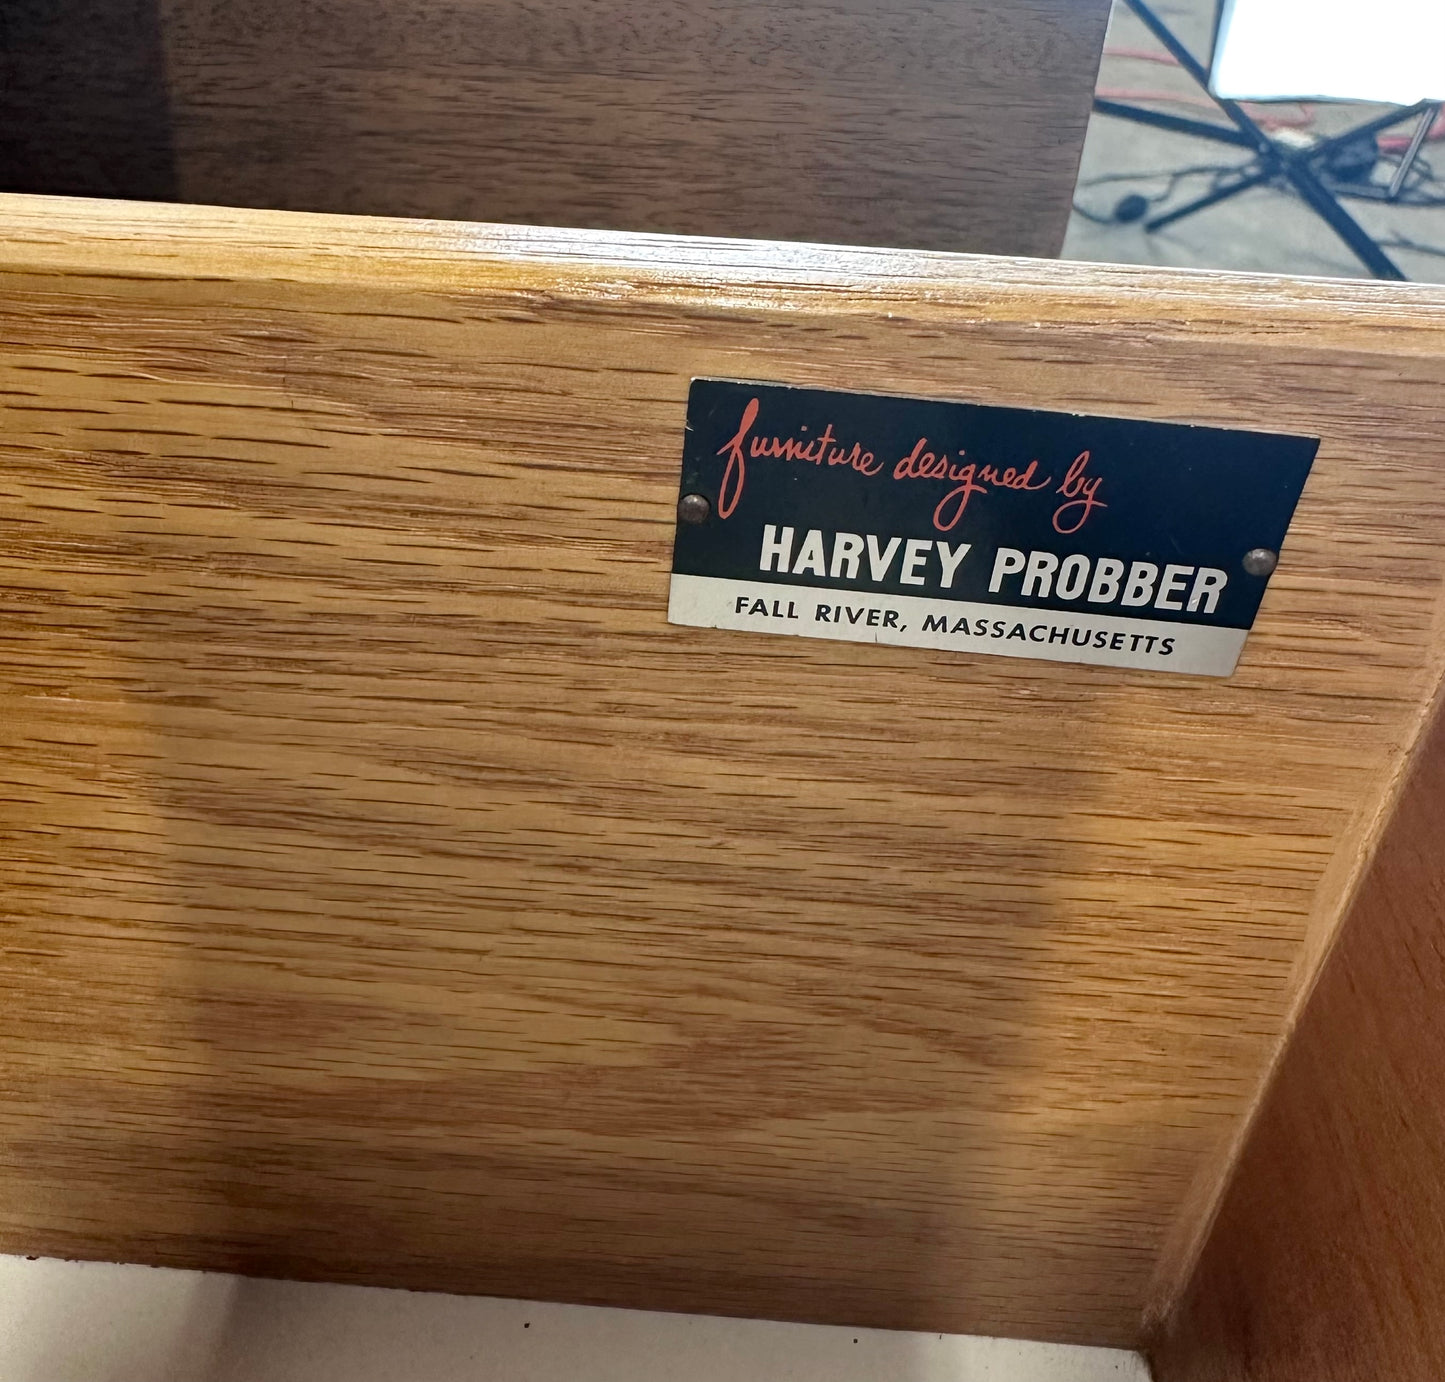 furniture designed by
HARVEY PROBBER
FALL RIVER, MASSACHUSETTS